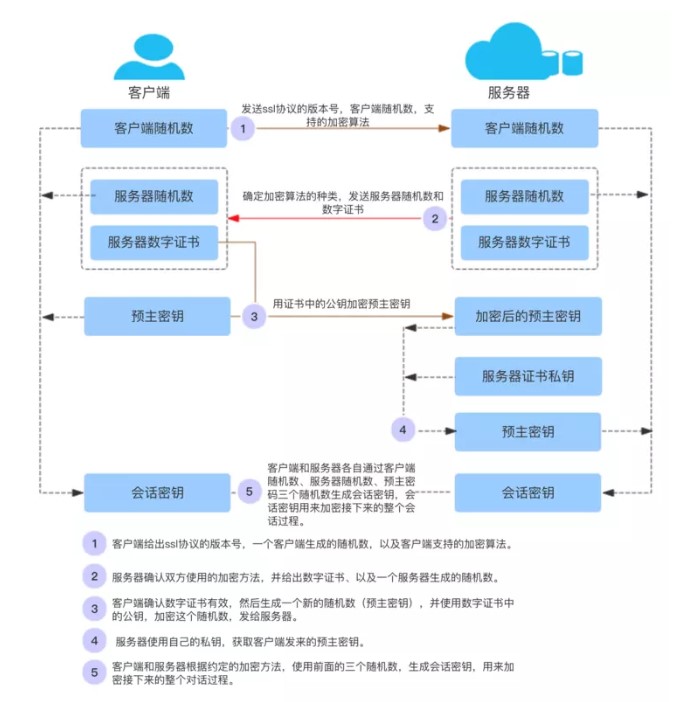 客户端
服务器
发送ssl协议的版本号，客户端随机数，支
持的加密算法
客户端随机数
1
客户端随机数
服务器随机数
确定加密算法的种类，发送服务器随机数和
数字证书
服务器随机数
2
服务器数字证书
服务器数字证书
用证书中的公钥加密预主密钥
预主密钥
3
加密后的预主密钥
服务器证书私钥
4
预主密钥
客户端和服务器各自通过客户端
随机数、服务器随机数、预主密
码三个随机数生成会话密钥，会
话密钥用来加密接下来的整个会
话过程。
会话密钥
5
会话密钥
1 客户端给出ssl协议的版本号，一个客户端生成的随机数，以及客户端支持的加密算法。
2 服务器确认双方使用的加密方法，并给出数字证书、以及一个服务器生成的随机数。
3 客户端确认数字证书有效，然后生成一个新的随机数（预主密钥），并使用数字证书中
的公钥，加密这个随机数，发给服务器。
4 服务器使用自己的私钥，获取客户端发来的预主密钥。
5 客户端和服务器根据约定的加密方法，使用前面的三个随机数，生成会话密钥，用来加
密接下来的整个对话过程。